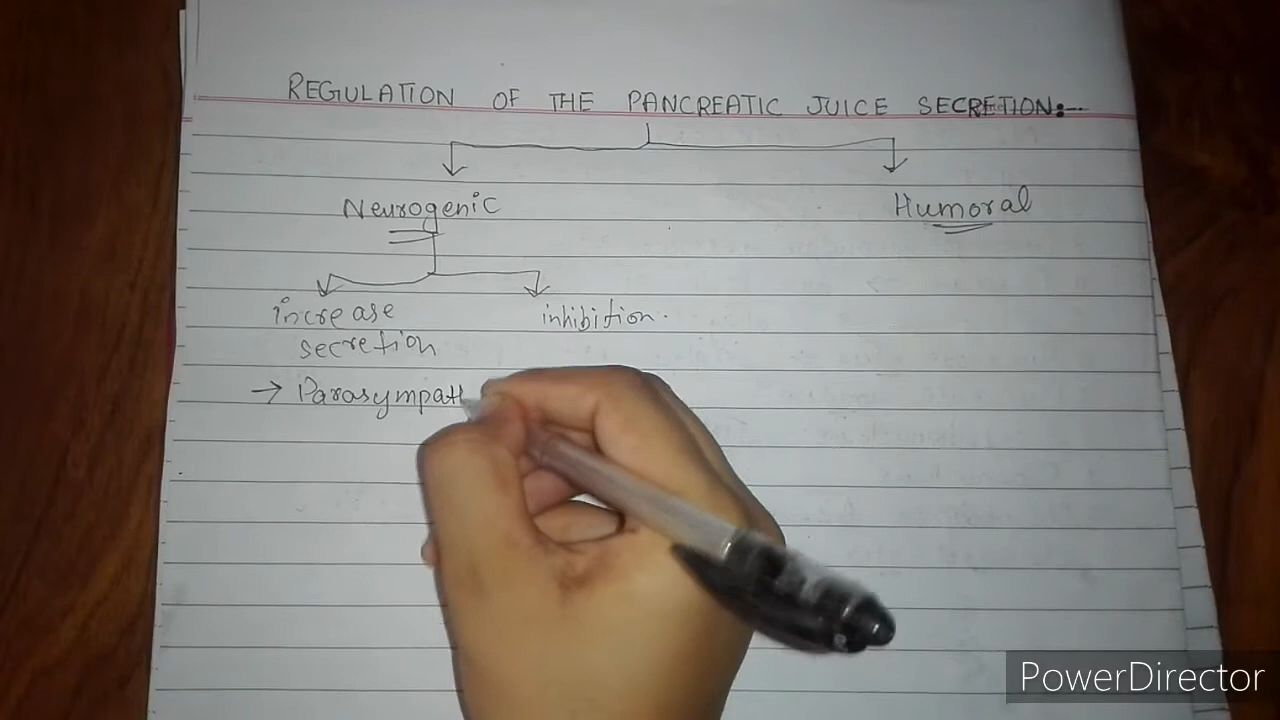 REGULATION OF THE PANCREATIC JUICE SECRETION:--
Neurogenic Humoral
increase inhibition.
secretion
→ Parasympath
PowerDirector